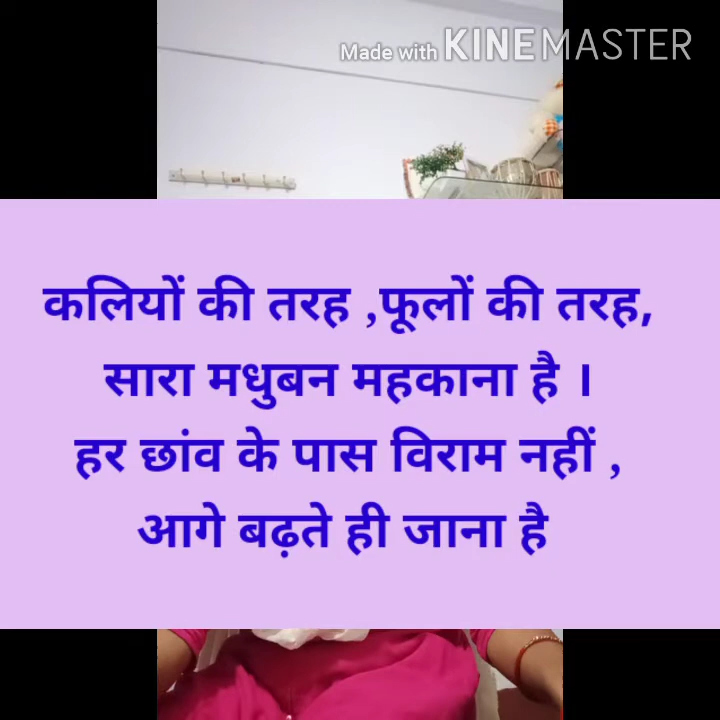 Made with KINEMASTER
कलियों की तरह ,फूलों की तरह,
सारा मधुबन महकाना है ।
हर छांव के पास विराम नहीं ,
आगे बढ़ते ही जाना है